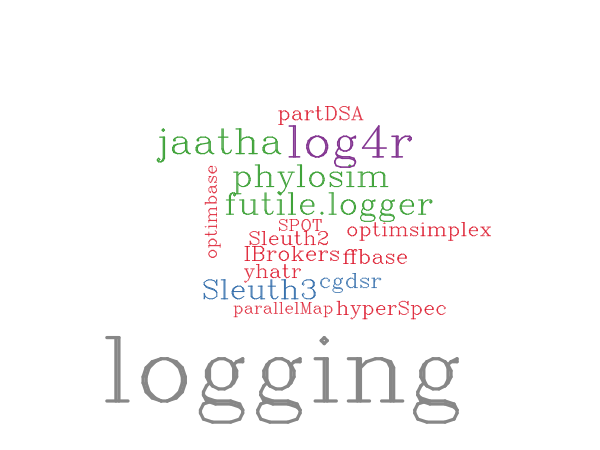 partDSA
jaatha log4r
optimbase
phylosim
futile.logger
SPOT
optimsimplex
Sleuth2
IBrokers ffbase
yhatr
cgdsr
Sleuth3
parallelMap hyperSpec
logging